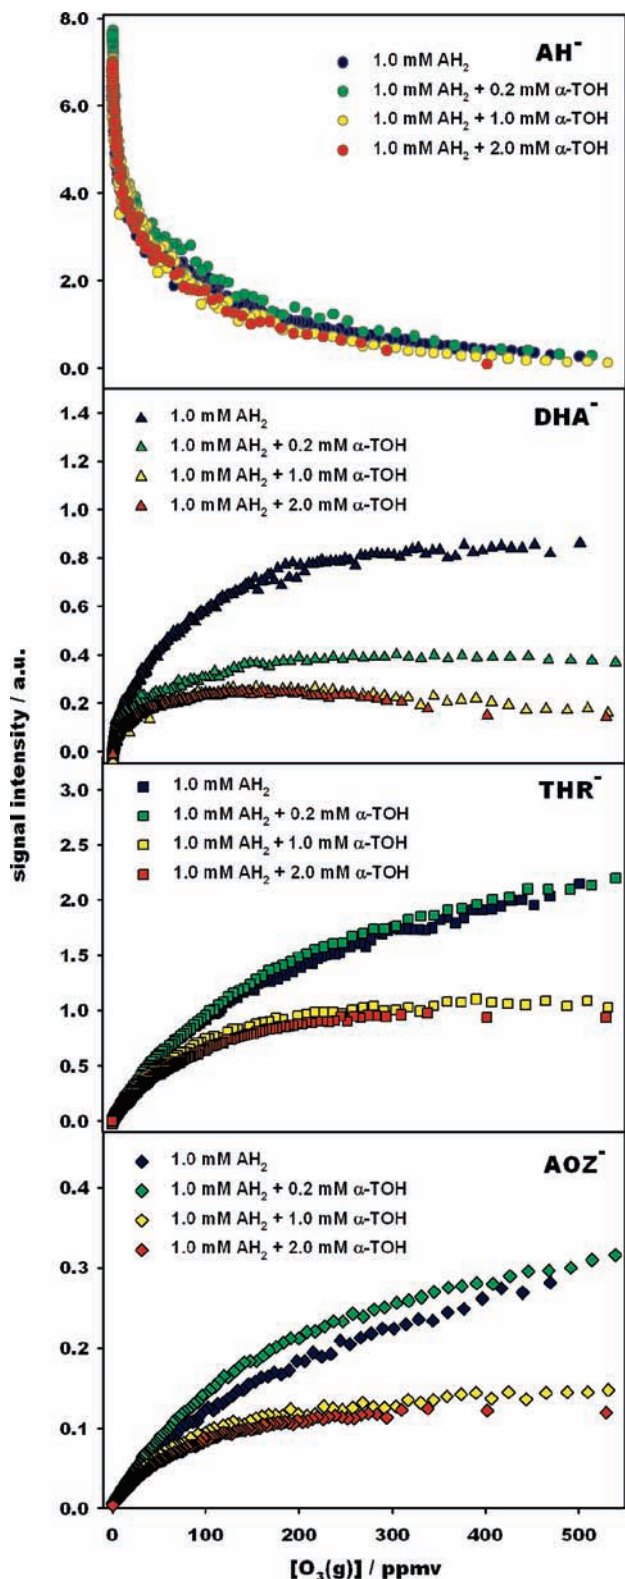 8.0
AH⁻
1.0 mM AH₂
1.0 mM AH₂ + 0.2 mM α-TOH
1.0 mM AH₂ + 1.0 mM α-TOH
1.0 mM AH₂ + 2.0 mM α-TOH
6.0
4.0
2.0
0.0
1.4
DHA⁻
1.0 mM AH₂
1.0 mM AH₂ + 0.2 mM α-TOH
1.0 mM AH₂ + 1.0 mM α-TOH
1.0 mM AH₂ + 2.0 mM α-TOH
1.2
1.0
0.8
0.6
0.4
0.2
0.0
signal intensity / a.u.
3.0
THR⁻
1.0 mM AH₂
1.0 mM AH₂ + 0.2 mM α-TOH
1.0 mM AH₂ + 1.0 mM α-TOH
1.0 mM AH₂ + 2.0 mM α-TOH
2.5
2.0
1.5
1.0
0.5
0.0
AOZ⁻
1.0 mM AH₂
1.0 mM AH₂ + 0.2 mM α-TOH
1.0 mM AH₂ + 1.0 mM α-TOH
1.0 mM AH₂ + 2.0 mM α-TOH
0.4
0.3
0.2
0.1
0.0
0 100 200 300 400 500
[O₃(g)] / ppmv